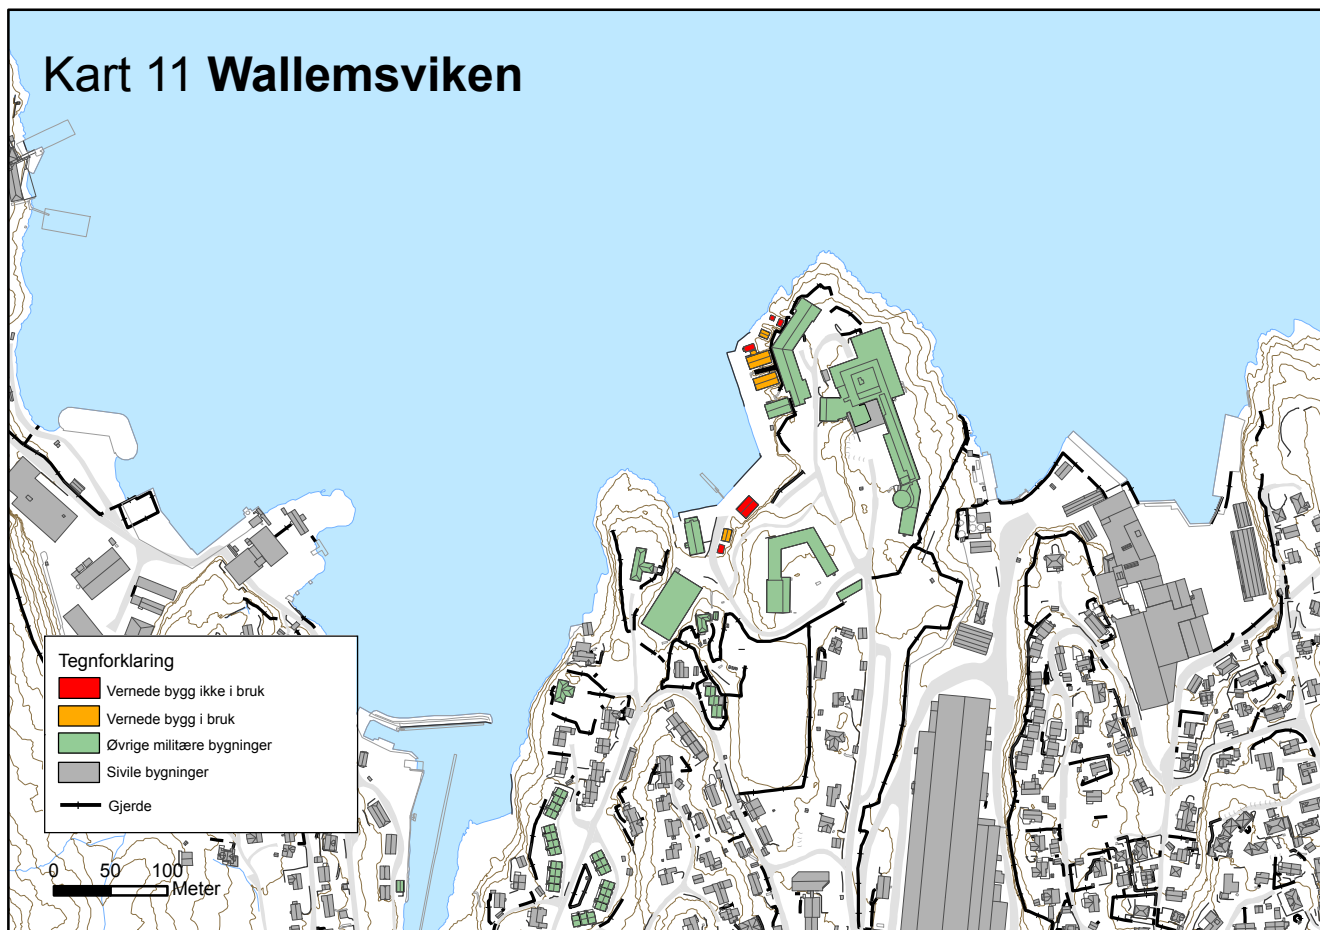 Kart 11 Wallemsviken
Tegnforklaring
Vernede bygg ikke i bruk
Vernede bygg i bruk
Øvrige militære bygninger
Sivile bygninger
Gjerde
0 50 100
Meter